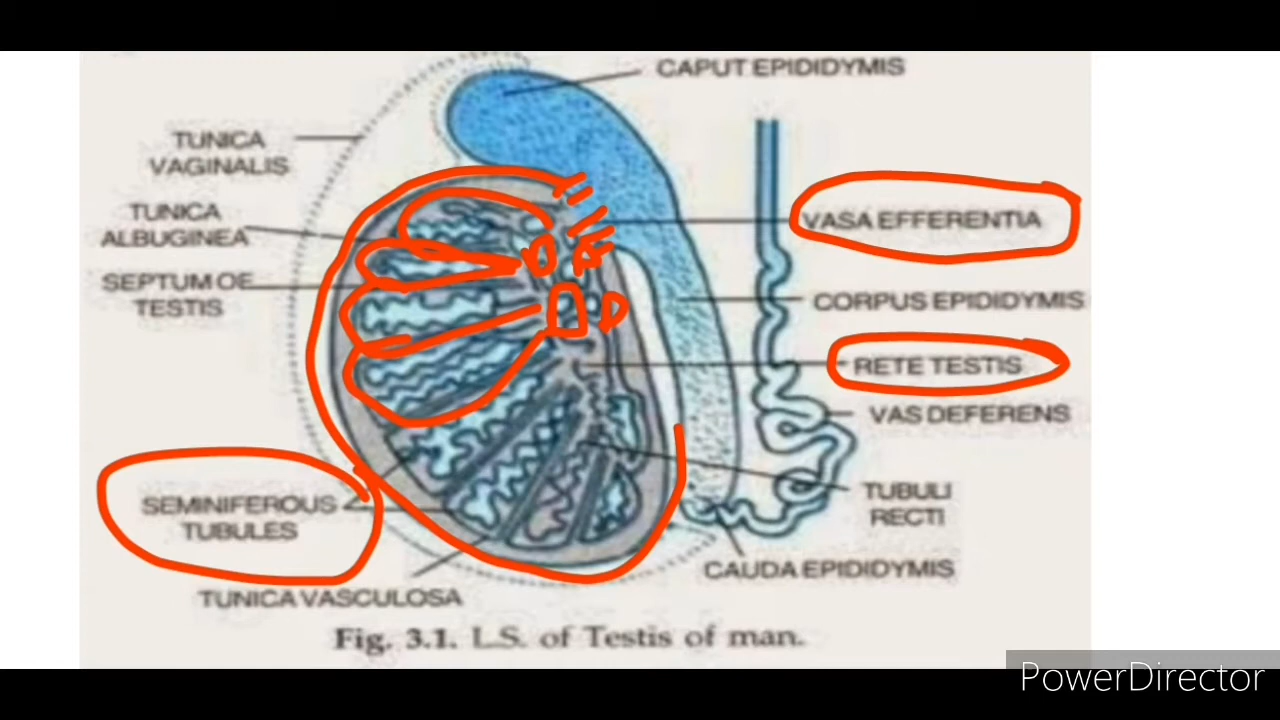 CAPUT EPIDIDYMIS
TUNICA
VAGINALIS
TUNICA
ALBUGINEA
VASA EFFERENTIA
SEPTUM OE
TESTIS
CORPUS EPIDIDYMIS
RETE TESTIS
VAS DEFERENS
SEMINIFEROUS
TUBULES
TUBULI
RECTI
CAUDA EPIDIDYMIS
TUNICA VASCULOSA
Fig. 3.1. L.S. of Testis of man.
PowerDirector